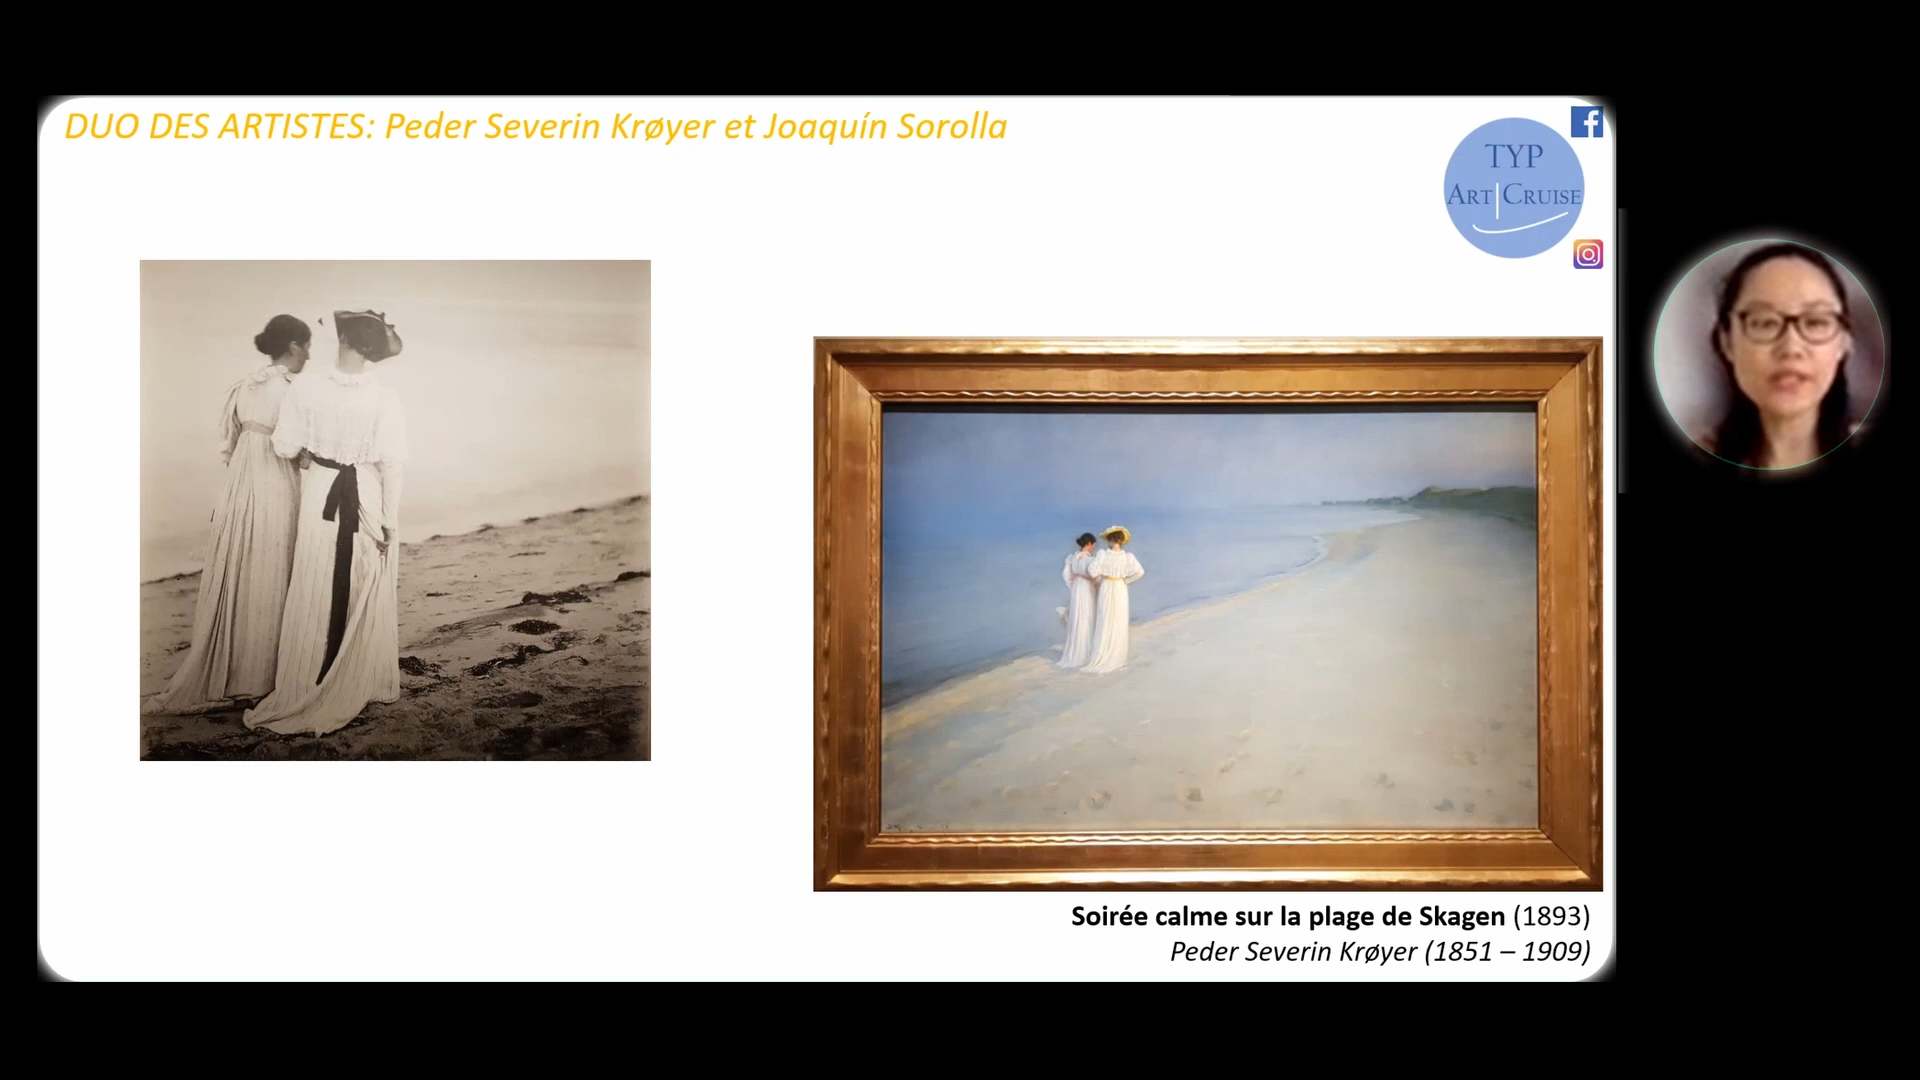 DUO DES ARTISTES: Peder Severin Krøyer et Joaquín Sorolla
TYP
ART|CRUISE
Soirée calme sur la plage de Skagen (1893)
Peder Severin Krøyer (1851 – 1909)